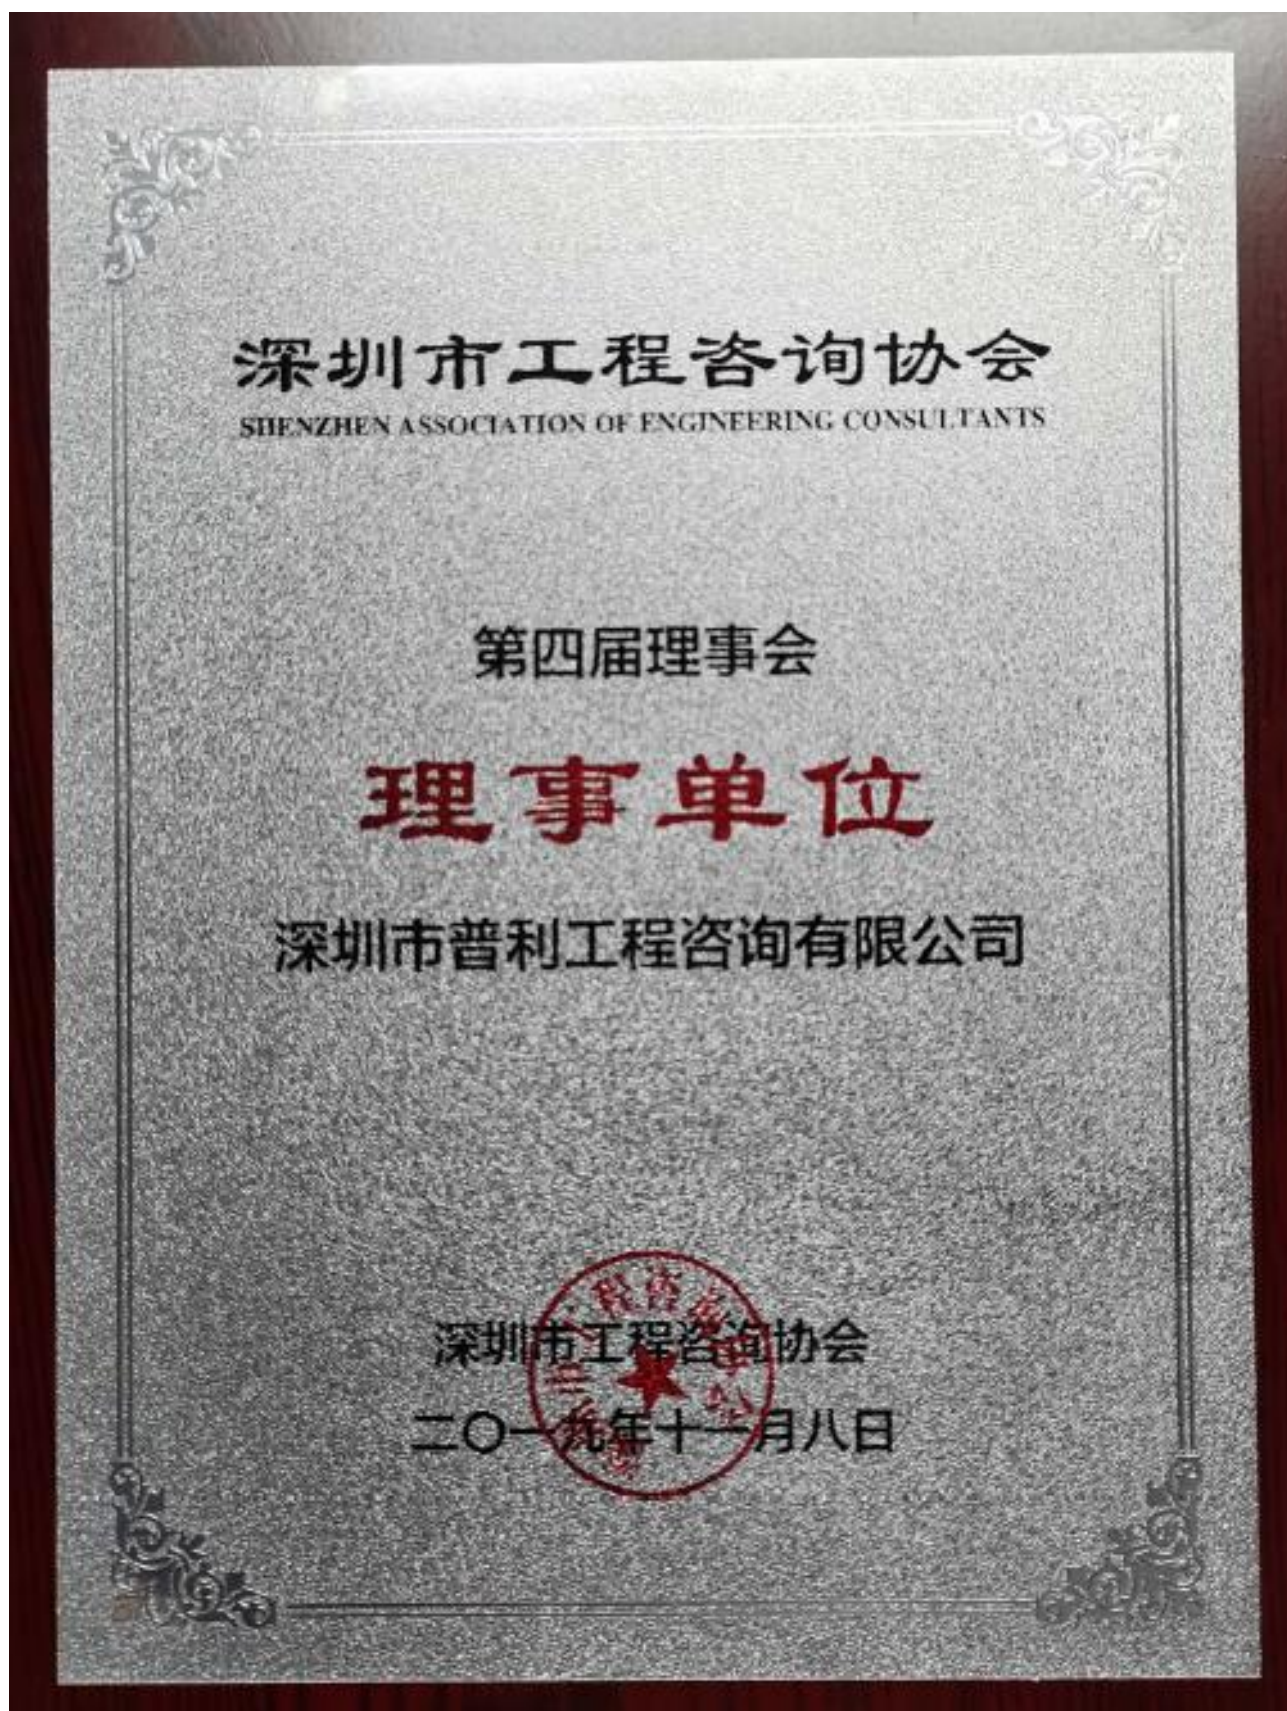 深圳市工程咨询协会
SHENZHEN ASSOCIATION OF ENGINEERING CONSULTANTS
第四届理事会
理事单位
深圳市普利工程咨询有限公司
深圳市工程咨询协会
二〇一九年十一月八日